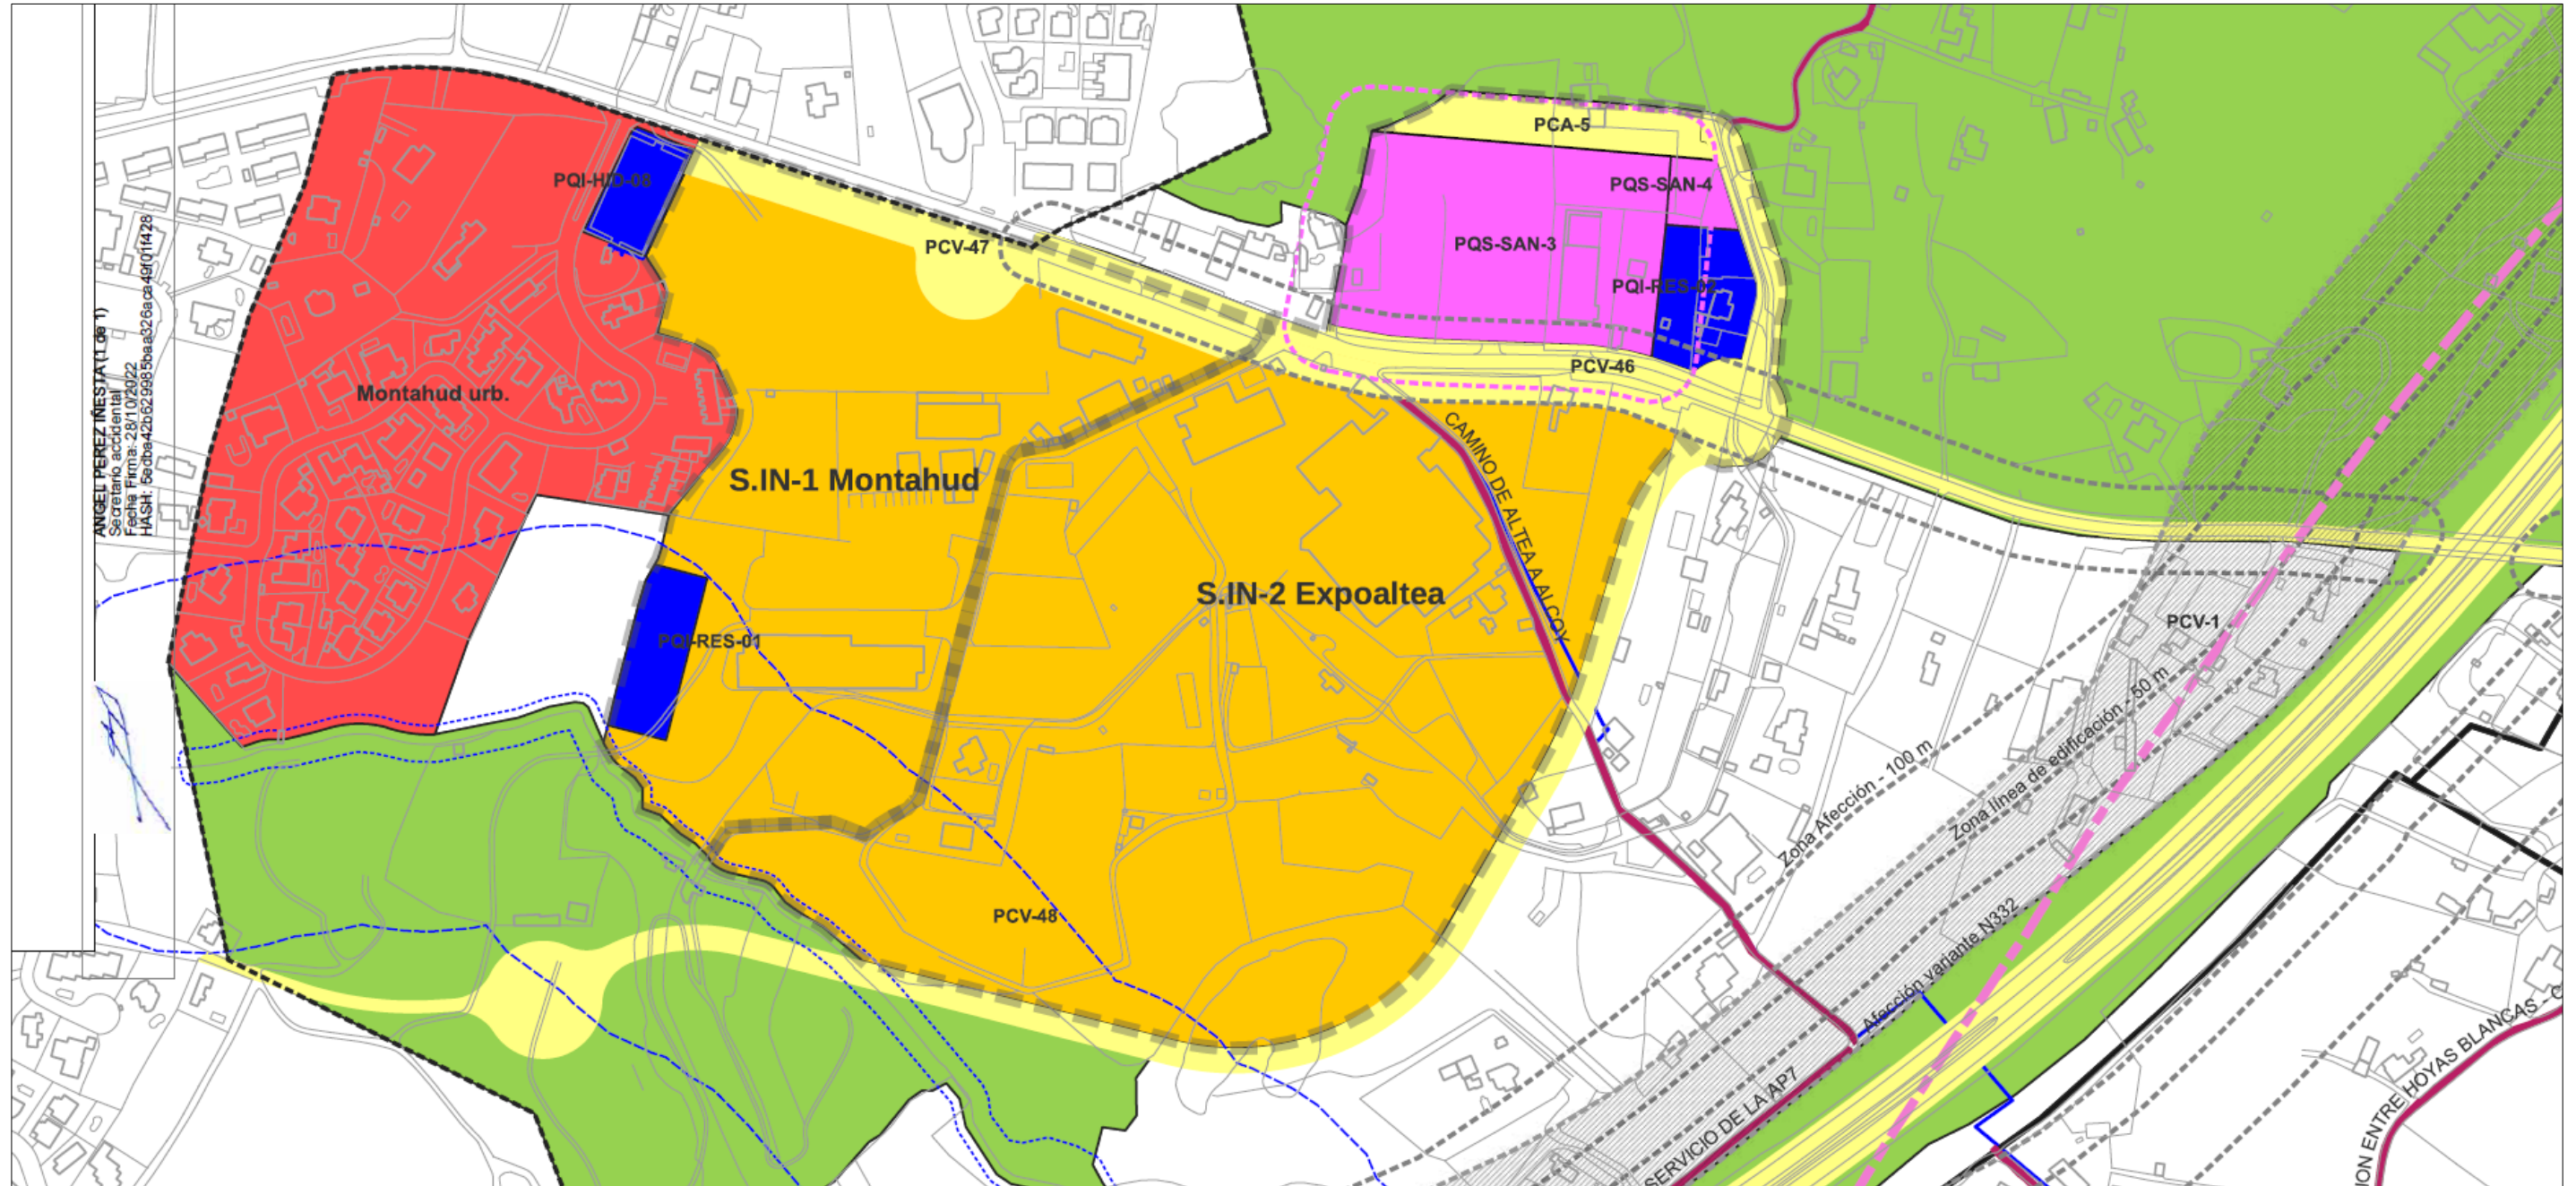 PCA-5
PQI-HID-08
PQS-SAN-4
PCV-47
PQS-SAN-3
PQI-RES-02
PCV-46
Montahud urb.
S.IN-1 Montahud
CAMINO DE ALTEA A ALCOY
S.IN-2 Expoaltea
PQI-RES-01
PCV-1
PCV-48
Zona Afección - 100 m
Zona línea de edificación - 50 m
Afección variante N332
SERVICIO DE LA AP7
ION ENTRE HOYAS BLANCAS - C
ANGEL PEREZ IÑESTA (1 de 1)
Secretario accidental
Fecha Firma: 28/10/2022